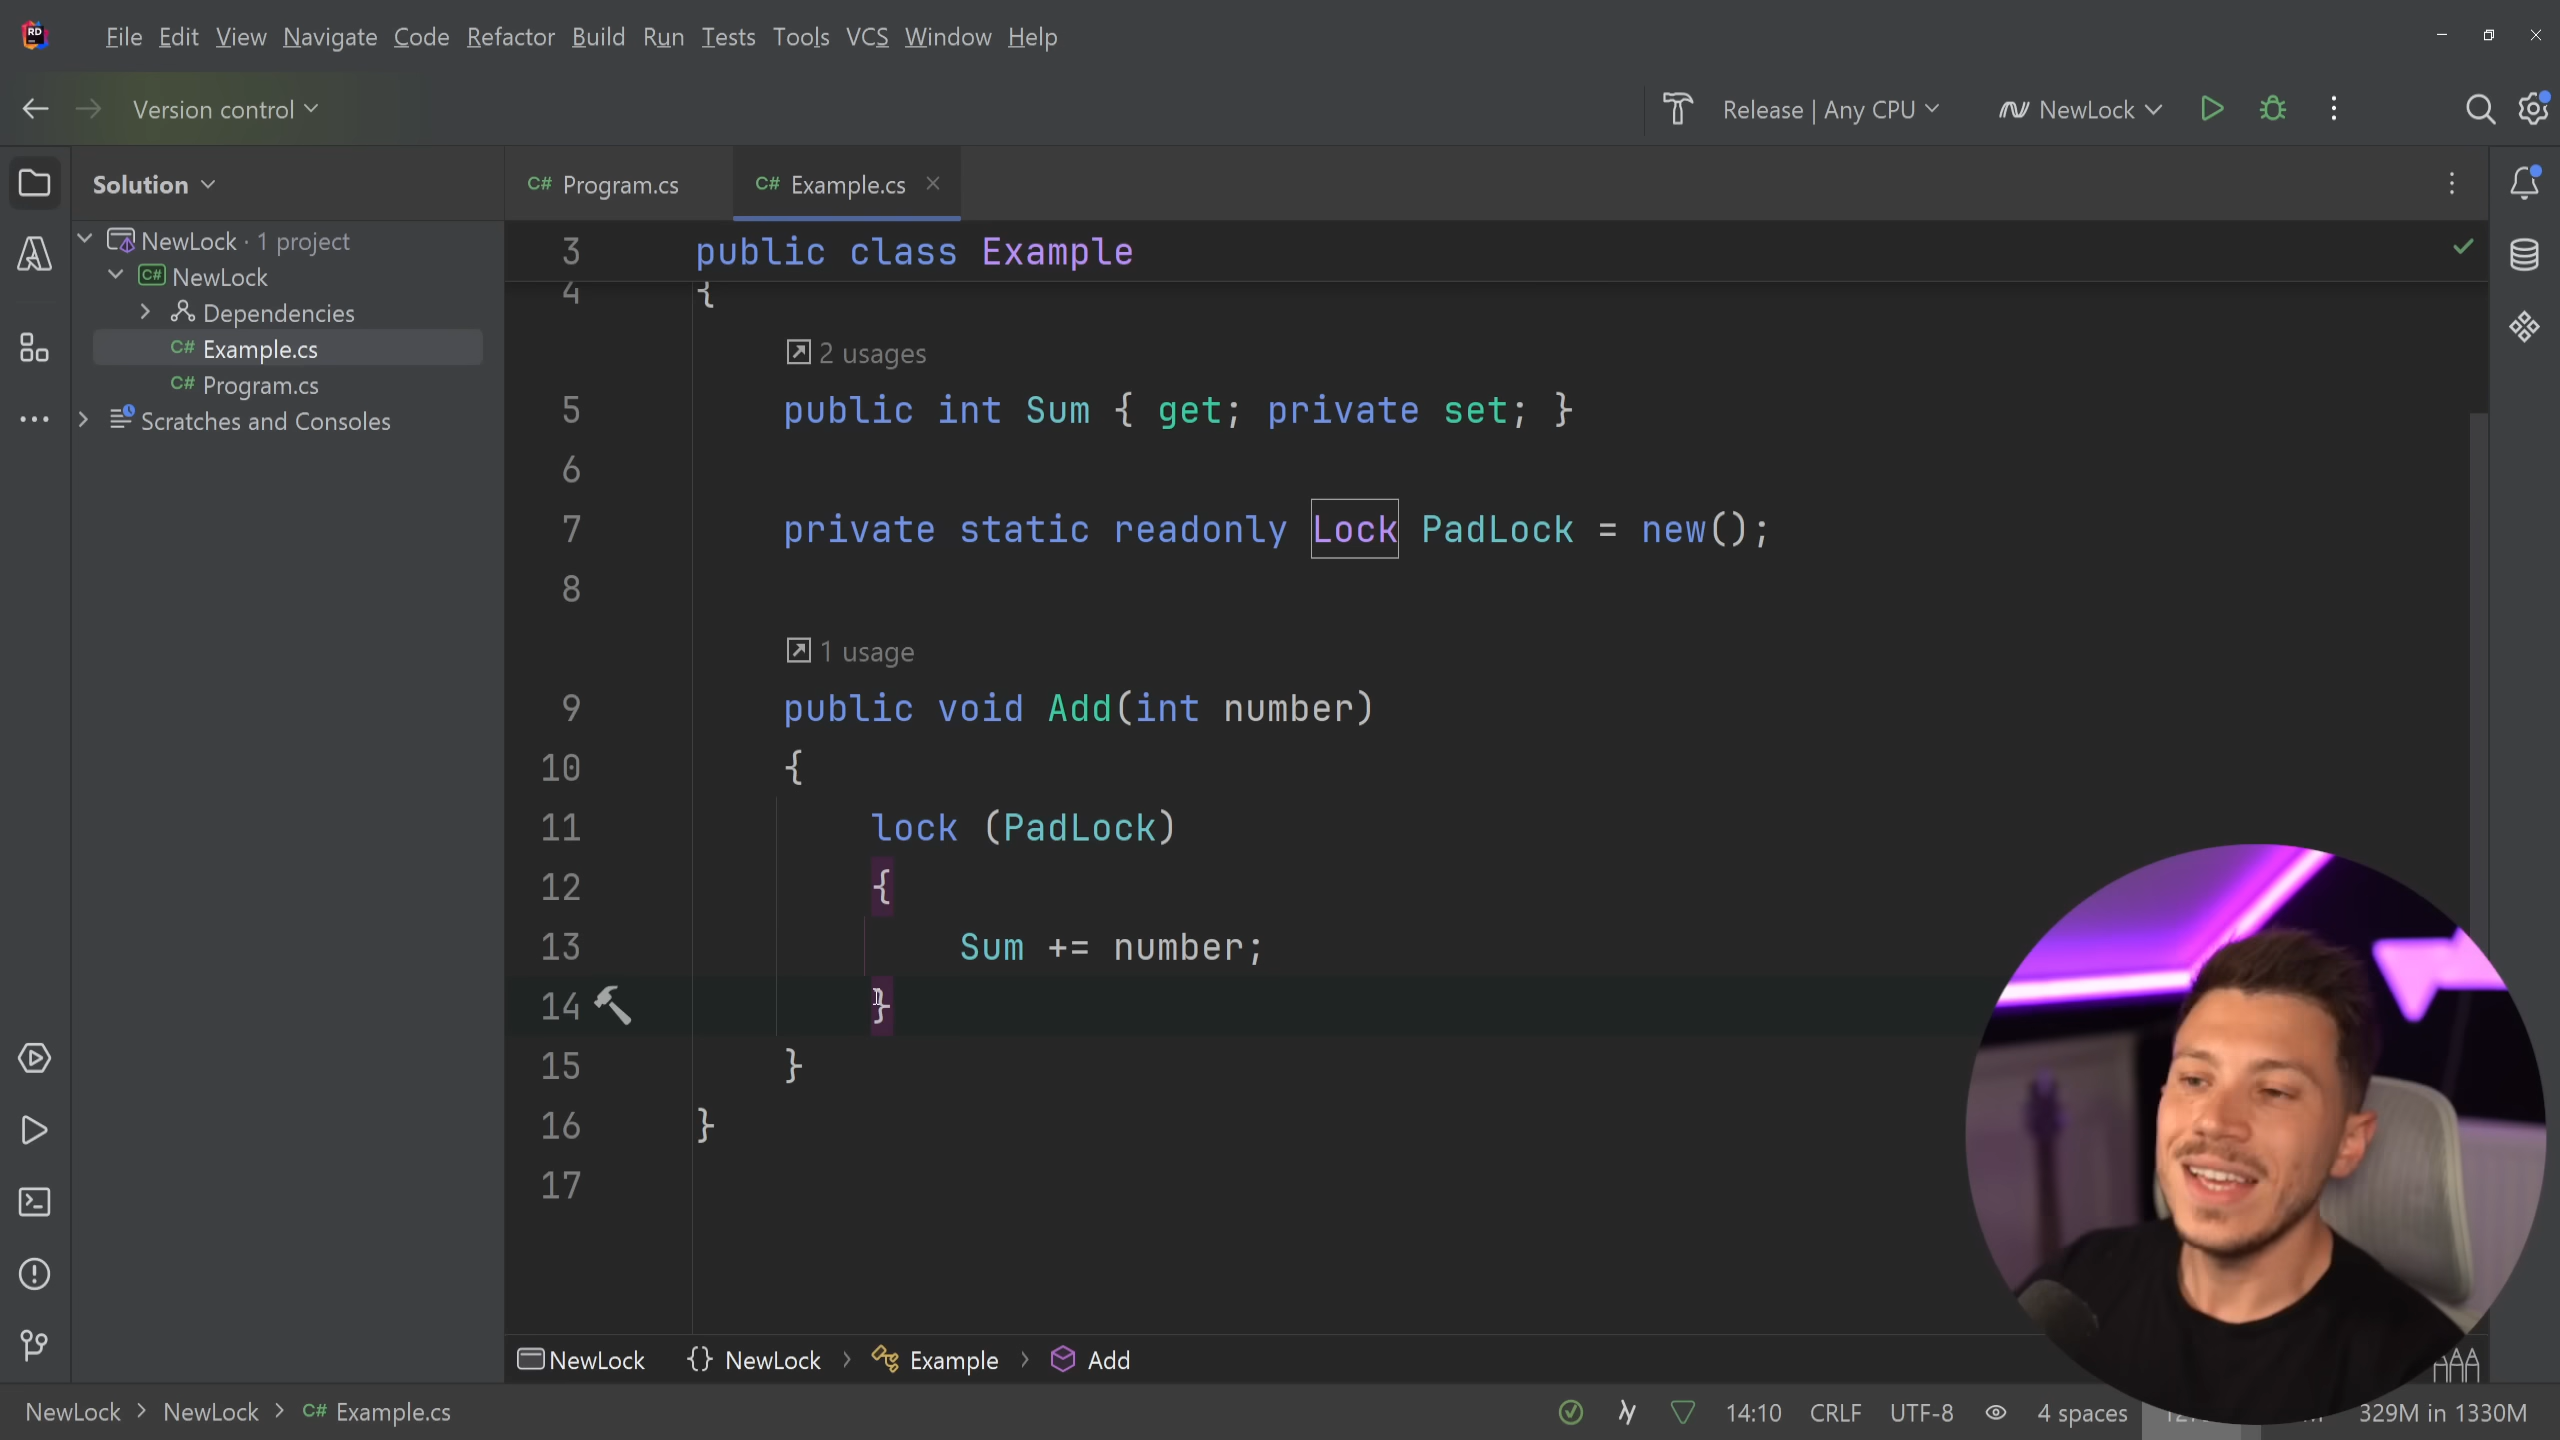 RD File Edit View Navigate Code Refactor Build Run Tests Tools VCS Window Help
Version control Release | Any CPU NewLock
Solution C# Program.cs C# Example.cs
NewLock · 1 project
C# NewLock
Dependencies
C# Example.cs
C# Program.cs
Scratches and Consoles
3 public class Example
4 {
2 usages
5 public int Sum { get; private set; }
6
7 private static readonly Lock PadLock = new();
8
1 usage
9 public void Add(int number)
10 {
11 lock (PadLock)
12 {
13 Sum += number;
14 }
15 }
16 }
17
NewLock {} NewLock › Example › Add
NewLock › NewLock › C# Example.cs 14:10 CRLF UTF-8 4 spaces 329M in 1330M